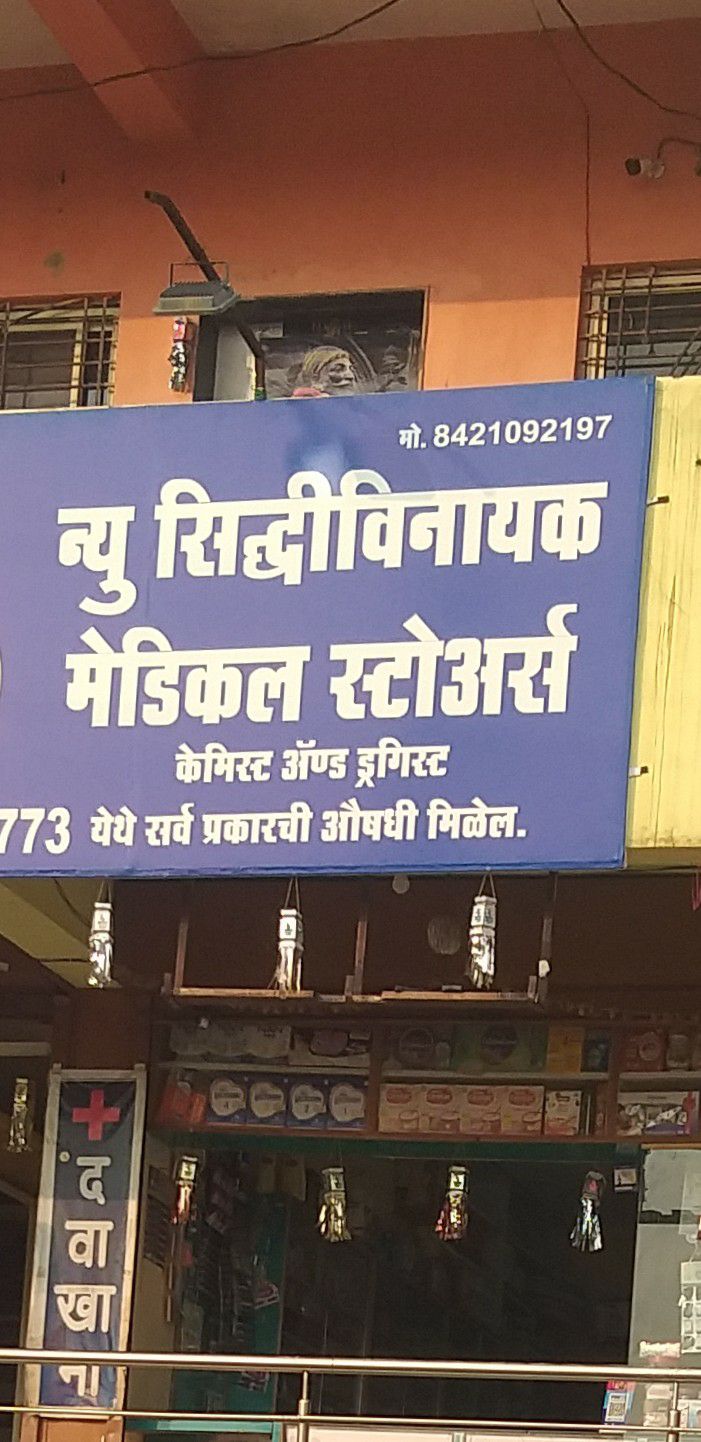 मो. 8421092197
न्यु सिद्धीविनायक
मेडिकल स्टोअर्स
केमिस्ट ॲण्ड ड्रगिस्ट
773 येथे सर्व प्रकारची औषधी मिळेल.
दवाखाना